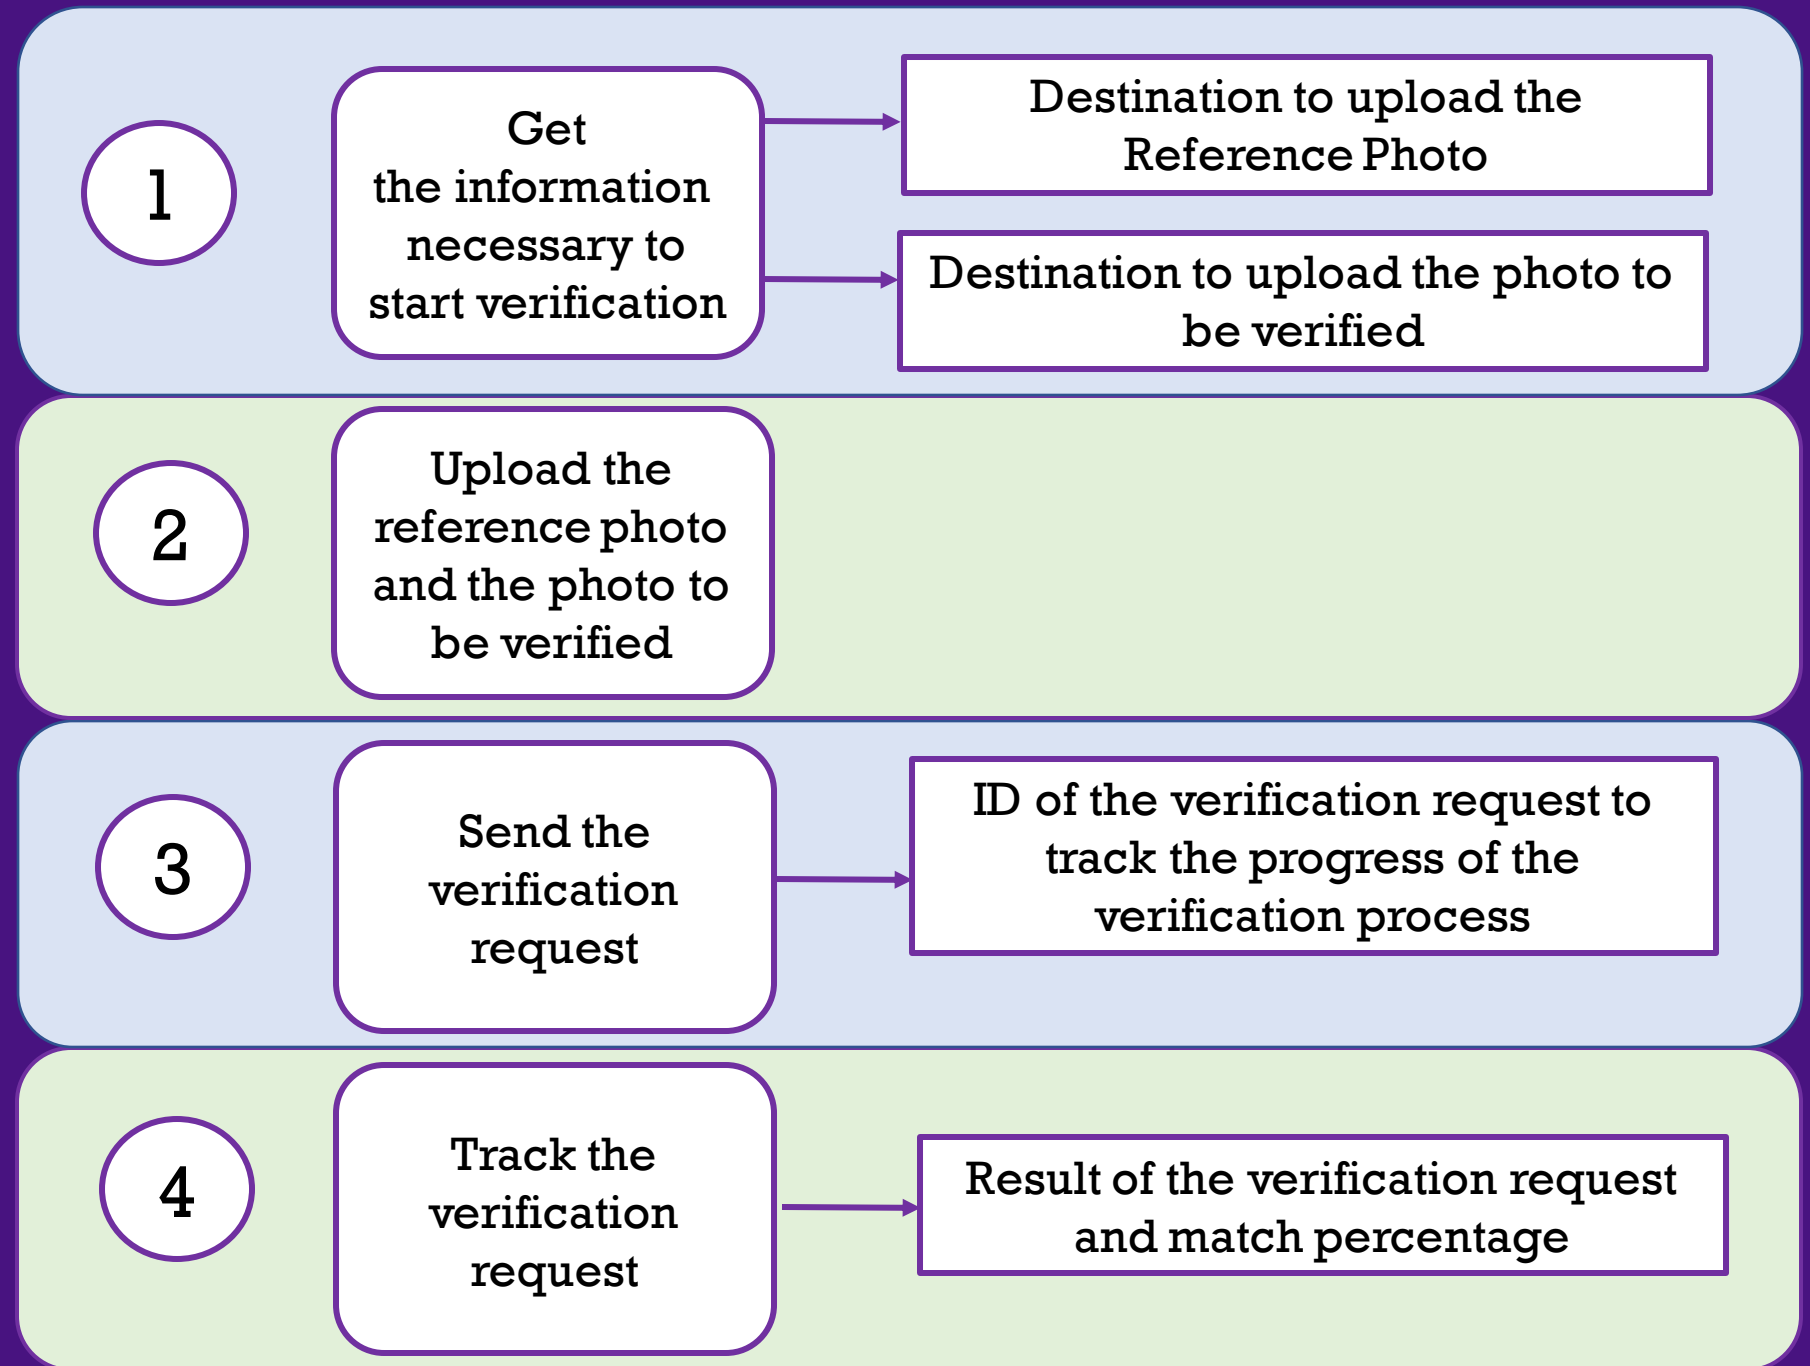 1
Get
the information
necessary to
start verification
Destination to upload the
Reference Photo
Destination to upload the photo to
be verified
2
Upload the
reference photo
and the photo to
be verified
3
Send the
verification
request
ID of the verification request to
track the progress of the
verification process
4
Track the
verification
request
Result of the verification request
and match percentage